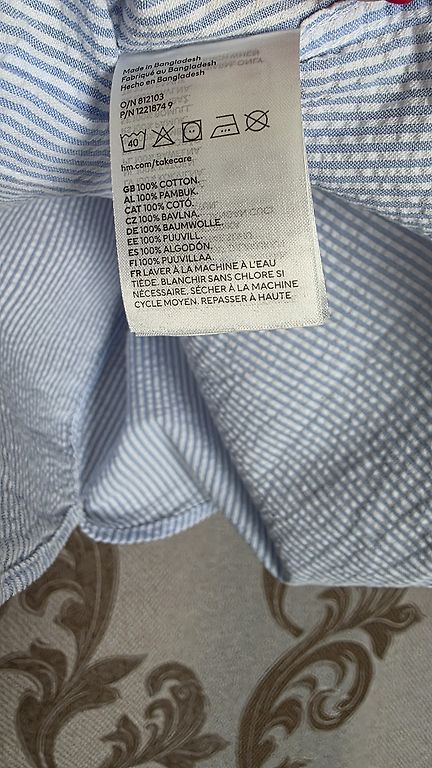 Made in Bangladesh
Fabriqué au Bangladesh
Hecho en Bangladesh
O/N 812103
P/N 1221874 9
40
hm.com/takecare
GB 100% COTTON.
AL 100% PAMBUK.
CAT 100% COTÓ.
CZ 100% BAVLNA.
DE 100% BAUMWOLLE.
EE 100% PUUVILL.
ES 100% ALGODÓN.
FI 100% PUUVILLAA.
FR LAVER À LA MACHINE À L'EAU
TIÈDE. BLANCHIR SANS CHLORE SI
NÉCESSAIRE. SÉCHER À LA MACHINE
CYCLE MOYEN. REPASSER À HAUTE